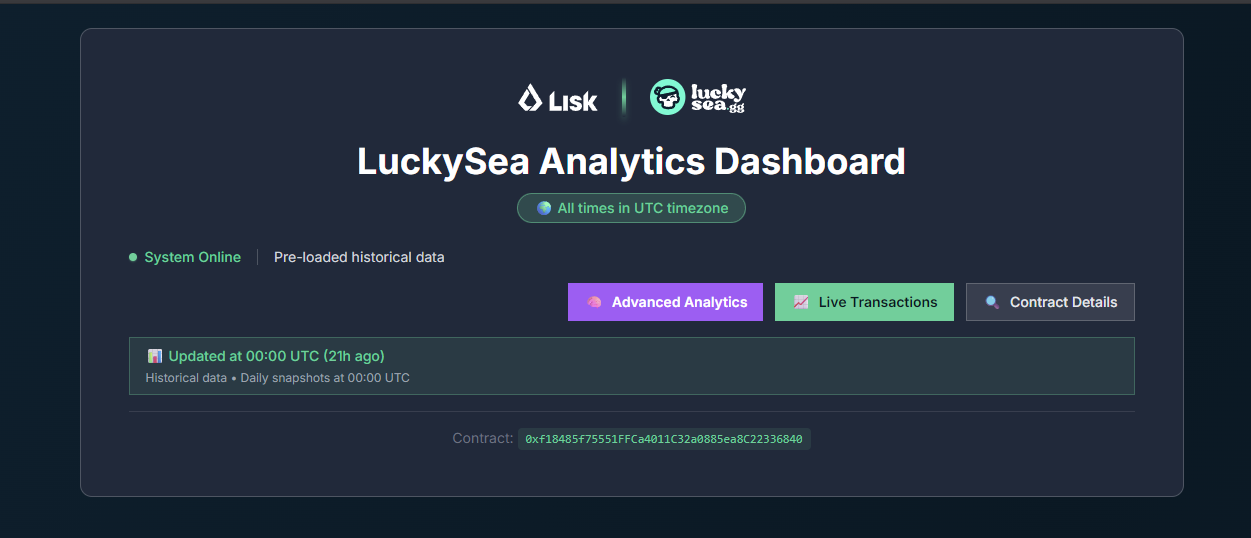 LISK
lucky
sea.gg
LuckySea Analytics Dashboard
All times in UTC timezone
System Online
Pre-loaded historical data
Advanced Analytics
Live Transactions
Contract Details
Updated at 00:00 UTC (21h ago)
Historical data • Daily snapshots at 00:00 UTC
Contract: 0xf18485f75551FFCa4011C32a0885ea8C22336840